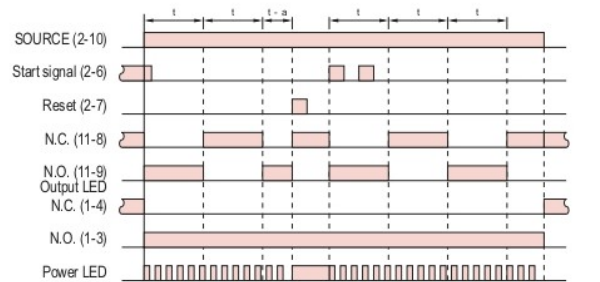 t t t - a t t t
SOURCE (2-10)
Start signal (2-6)
Reset (2-7)
N.C. (11-8)
N.O. (11-9)
Output LED
N.C. (1-4)
N.O. (1-3)
Power LED